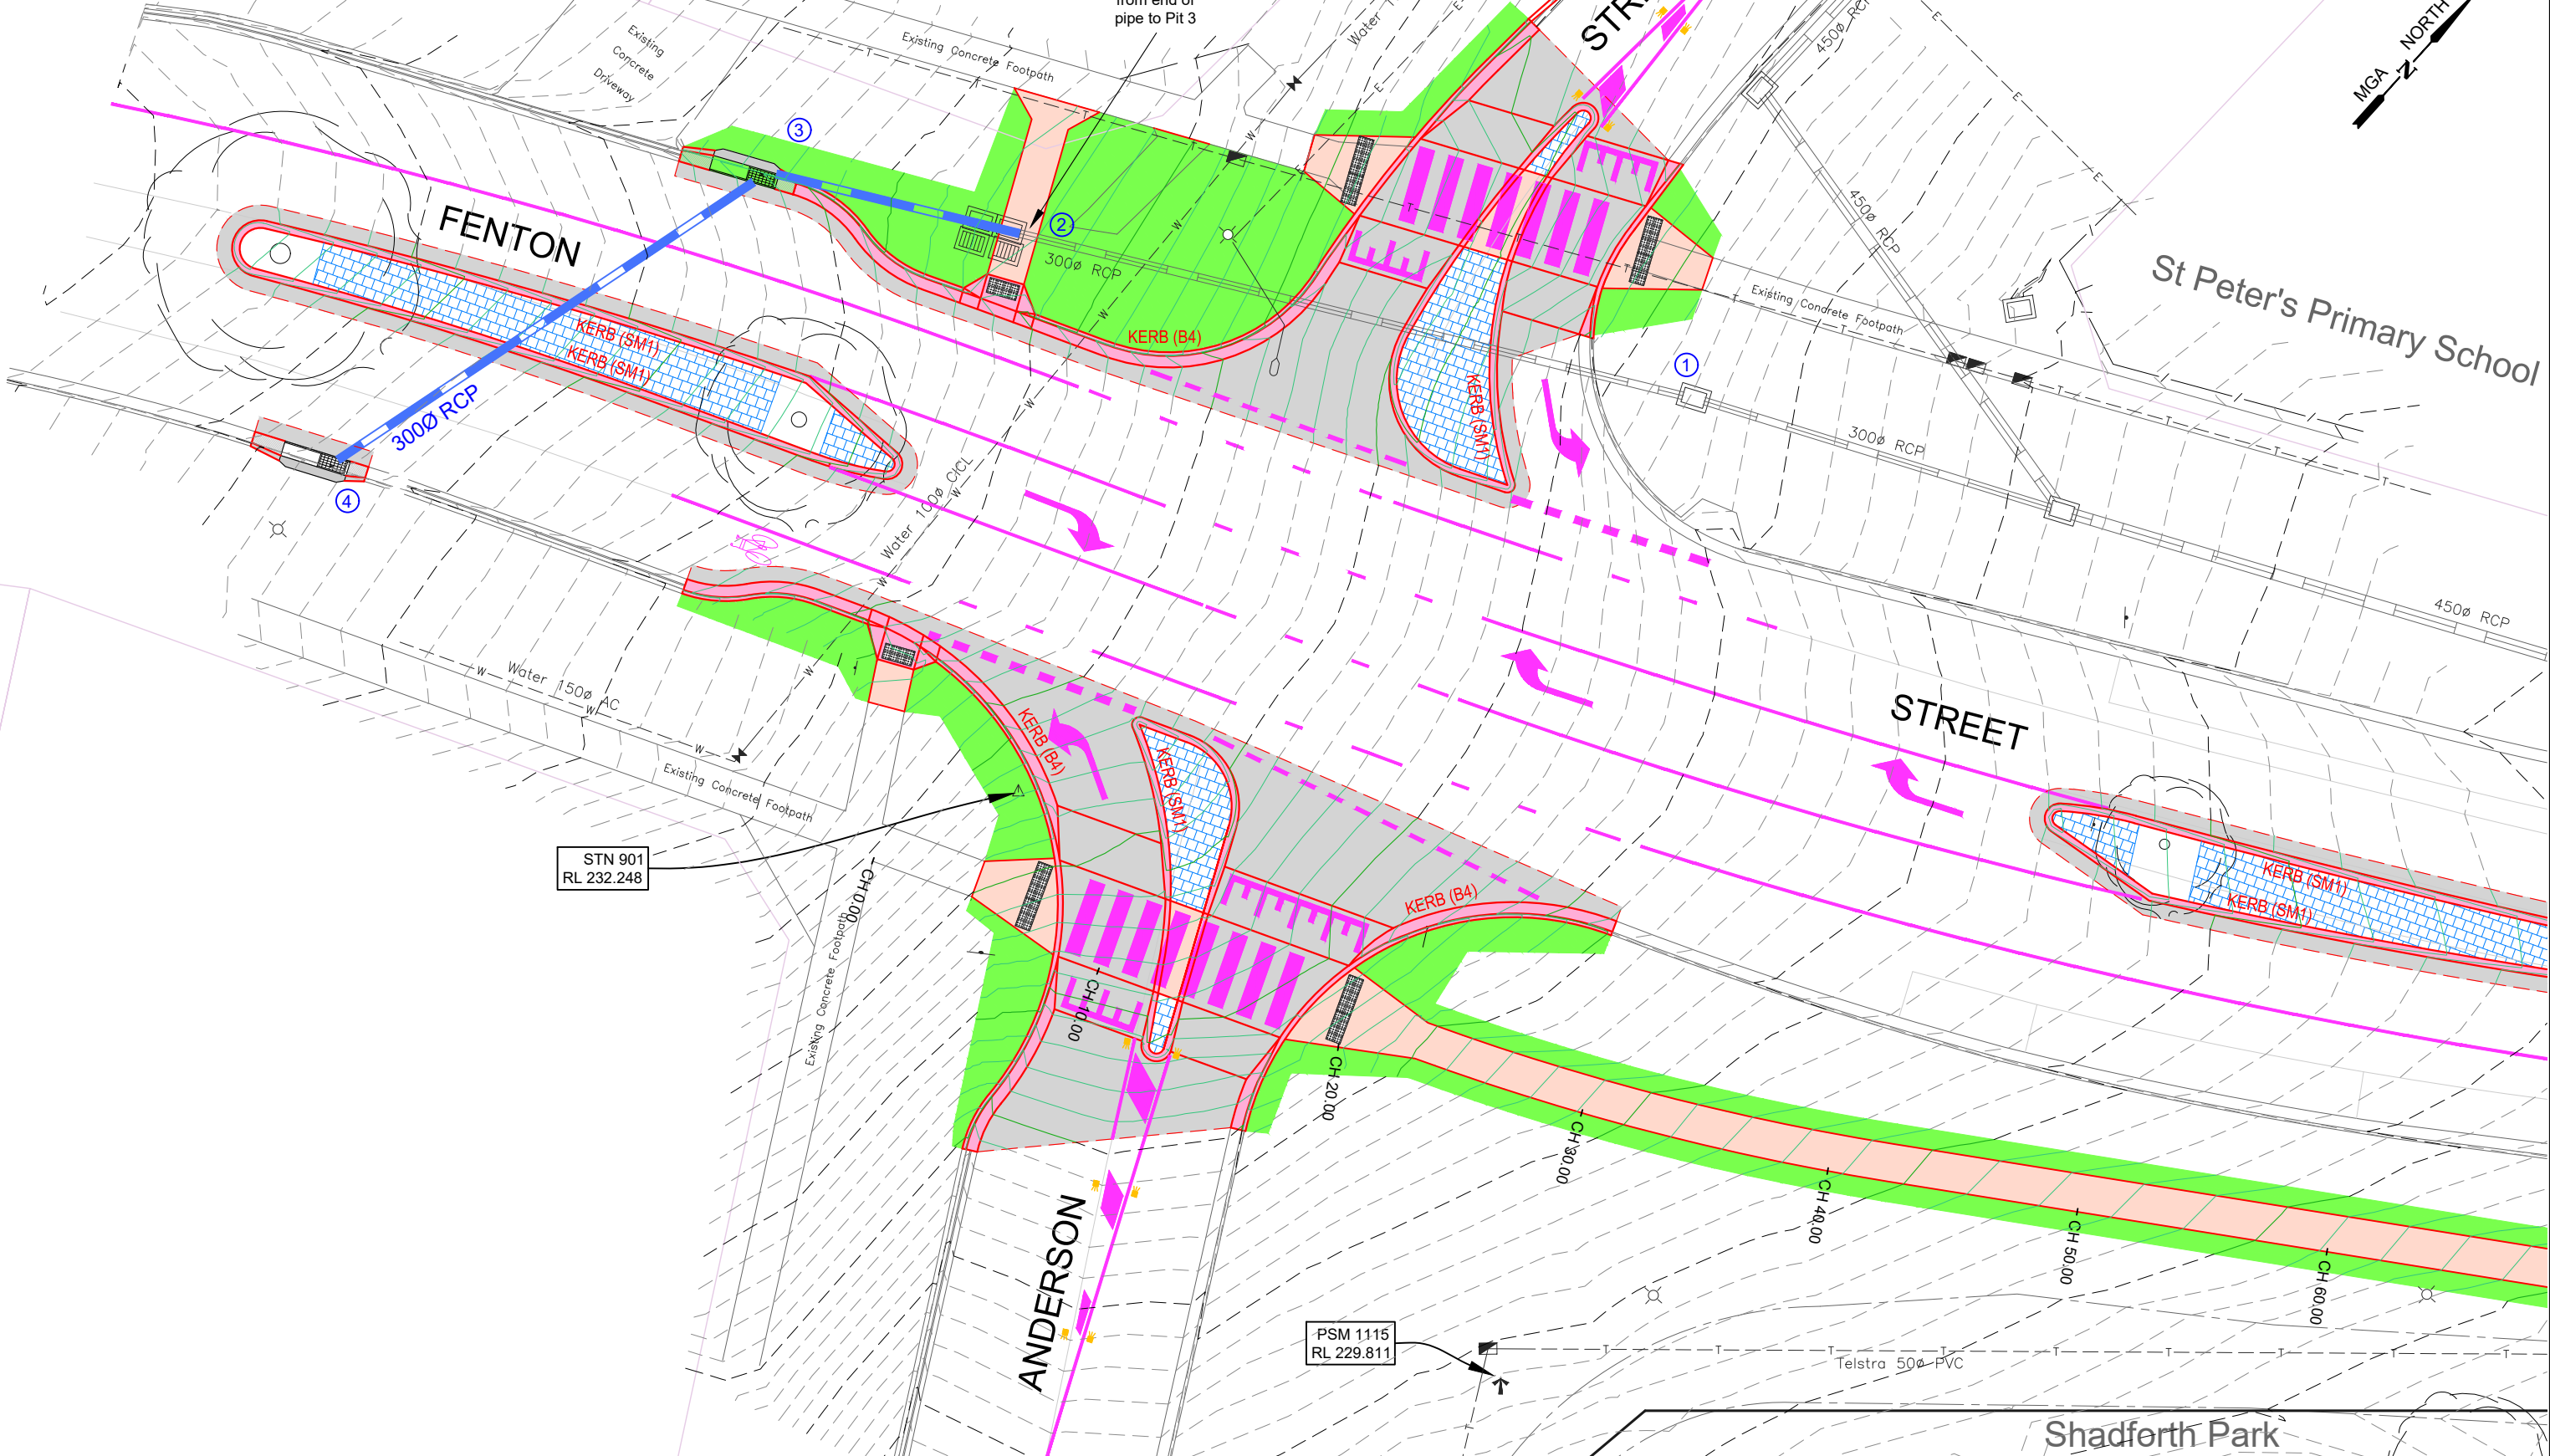 from end of
pipe to Pit 3
Existing
Concrete
Driveway
Existing Concrete Footpath
Water
E
STRE
450ø RCP
E
MGA
N
NORTH
T
W
3
2
FENTON
300ø RCP
KERB (B4)
450ø RCP
St Peter's Primary School
Existing Concrete Footpath
1
300ø RCP
KERB (SM1)
KERB (SM1)
KERB (SM1)
300Ø RCP
4
Water 100ø CICL
450ø RCP
Water 150ø AC
Existing Concrete Footpath
KERB (B4)
KERB (SM1)
STREET
STN 901
RL 232.248
CH 0.00
Existing Concrete Footpath
CH 10.00
KERB (B4)
KERB (SM1)
KERB (SM1)
CH 20.00
CH 30.00
CH 40.00
CH 50.00
CH 60.00
ANDERSON
PSM 1115
RL 229.811
Telstra 50ø PVC
Shadforth Park